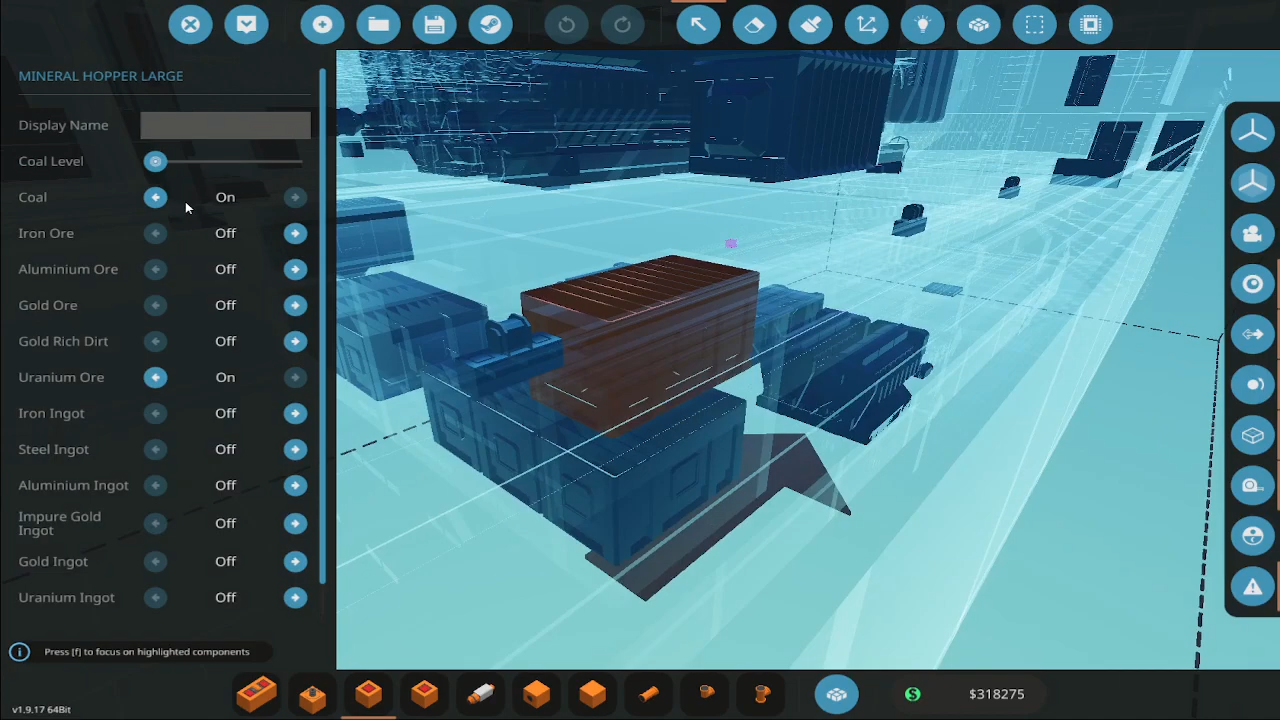 MINERAL HOPPER LARGE
Display Name
Coal Level
Coal On
Iron Ore Off
Aluminium Ore Off
Gold Ore Off
Gold Rich Dirt Off
Uranium Ore On
Iron Ingot Off
Steel Ingot Off
Aluminium Ingot Off
Impure Gold
Ingot Off
Gold Ingot Off
Uranium Ingot Off
Press [f] to focus on highlighted components
v1.9.17 64Bit
$ $318275